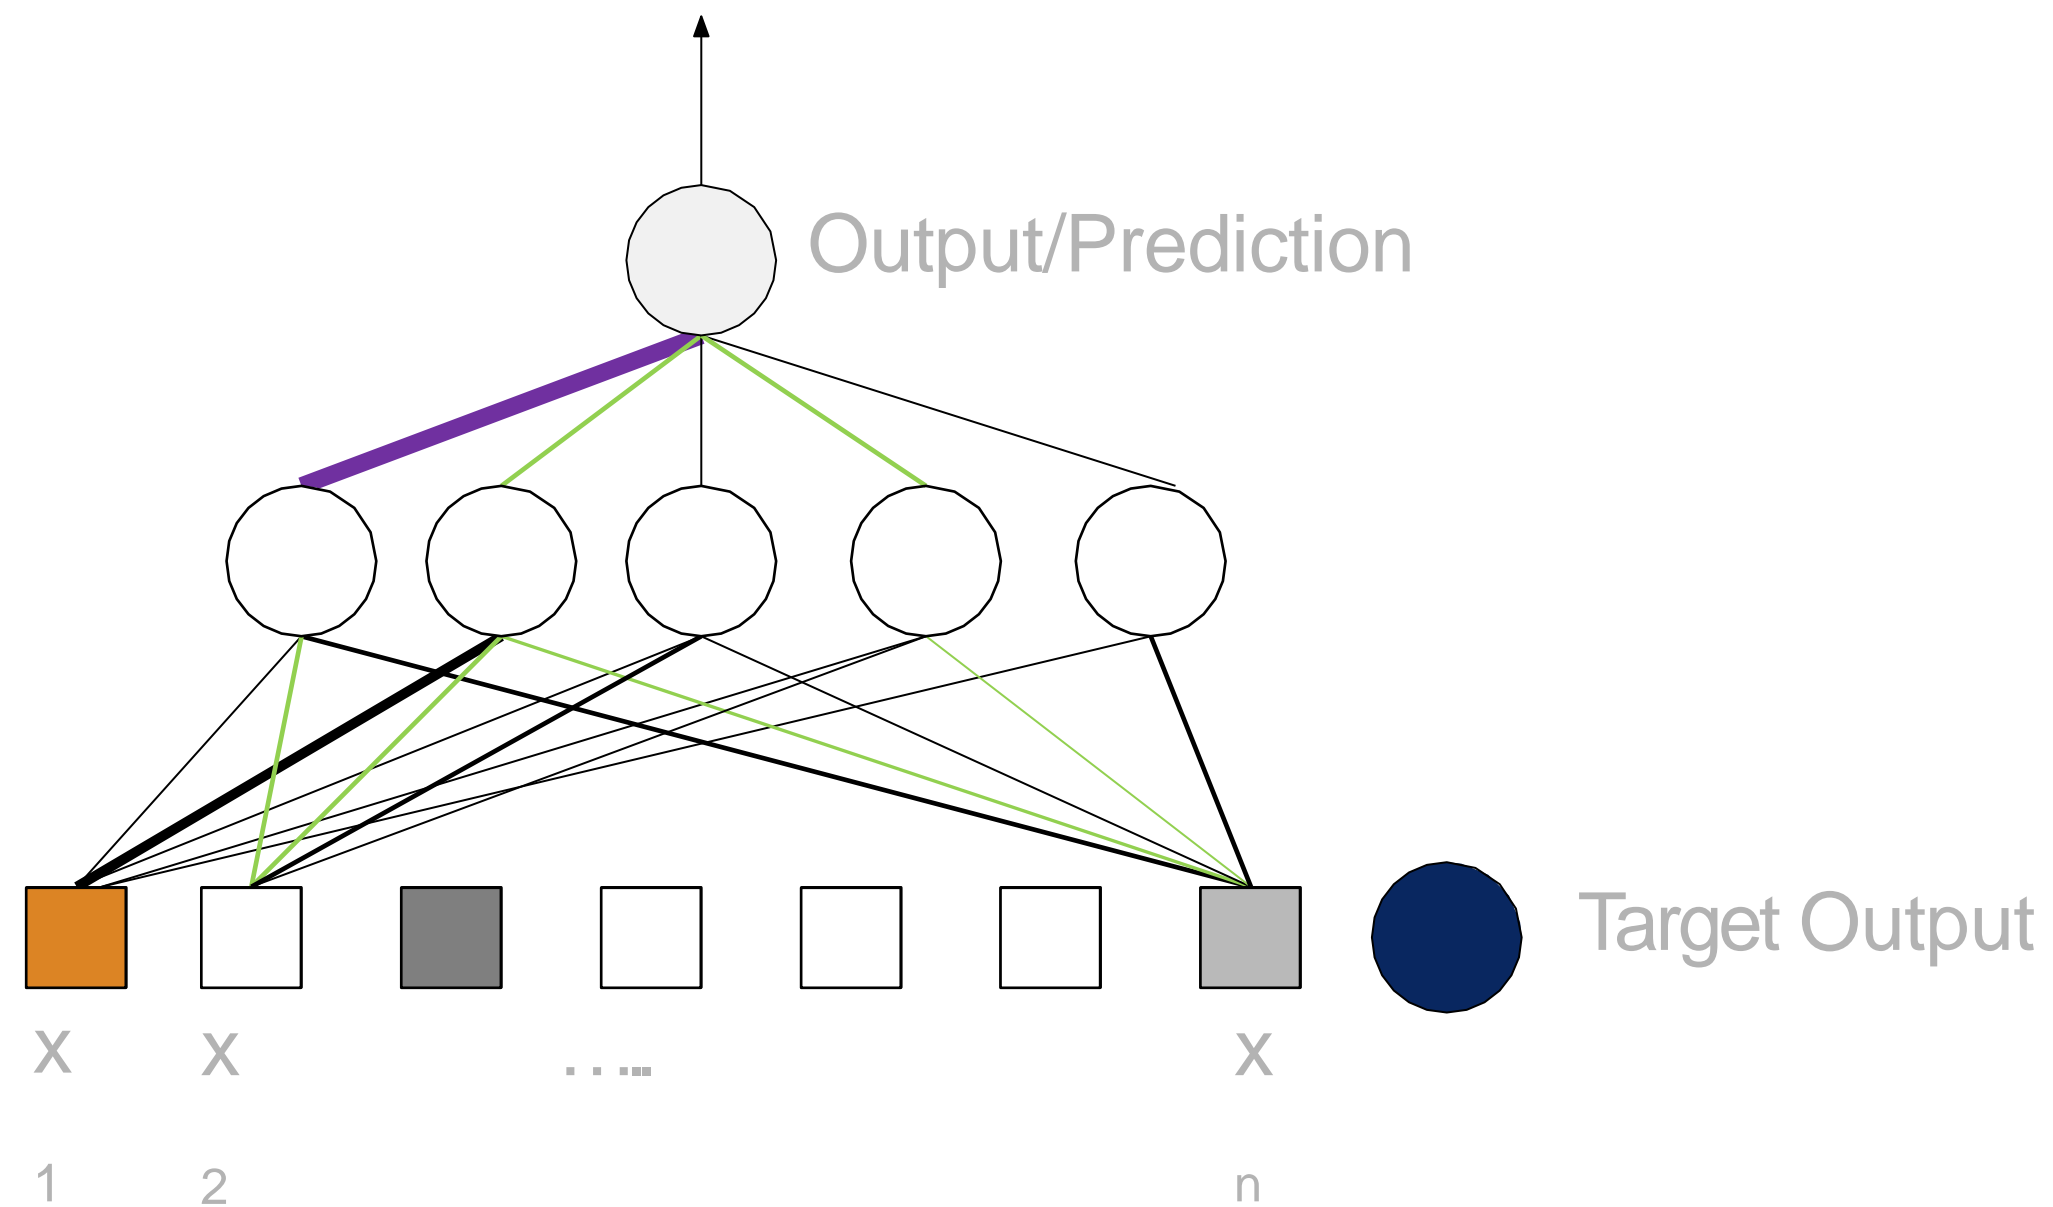 Output/Prediction
Target Output
x x ..... x
1 2 n